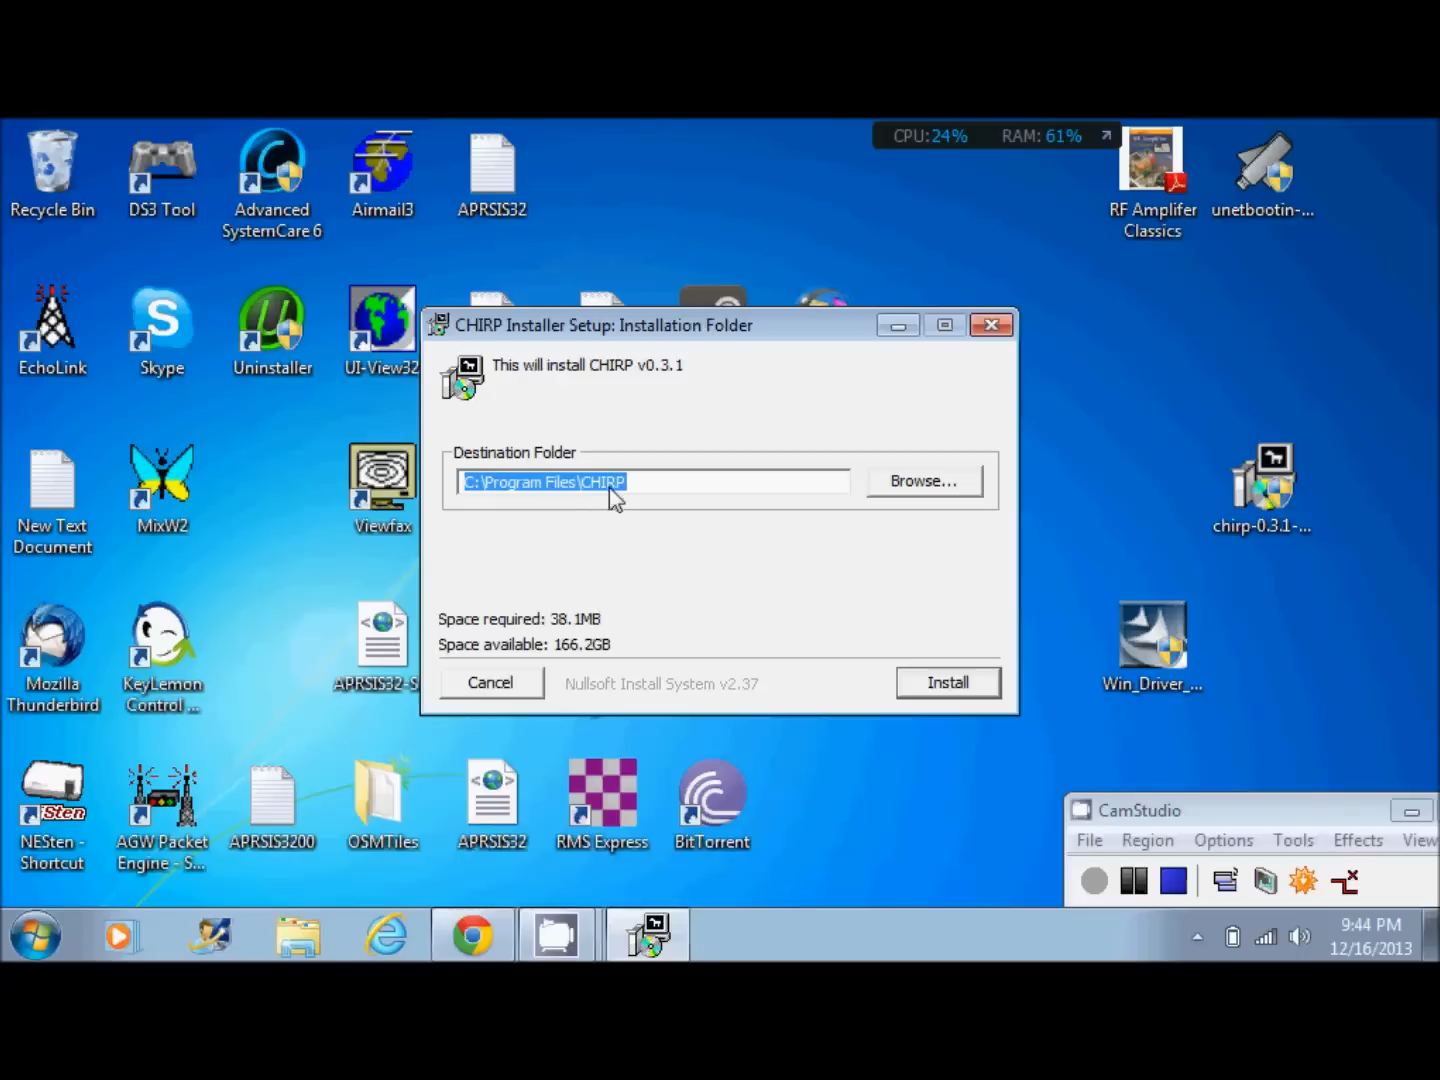 CPU:24% RAM: 61%
Recycle Bin
DS3 Tool
Advanced
SystemCare 6
Airmail3
APRSIS32
RF Amplifer
Classics
unetbootin-...
EchoLink
Skype
Uninstaller
UI-View32
CHIRP Installer Setup: Installation Folder
This will install CHIRP v0.3.1
Destination Folder
C:\Program Files\CHIRP
Browse...
Space required: 38.1MB
Space available: 166.2GB
Cancel
Nullsoft Install System v2.37
Install
New Text
Document
MixW2
Viewfax
chirp-0.3.1-...
Mozilla
Thunderbird
KeyLemon
Control ...
APRSIS32-S
Win_Driver_...
Sten
NESten -
Shortcut
AGW Packet
Engine - S...
APRSIS3200
OSMTiles
APRSIS32
RMS Express
BitTorrent
CamStudio
File Region Options Tools Effects View
9:44 PM
12/16/2013